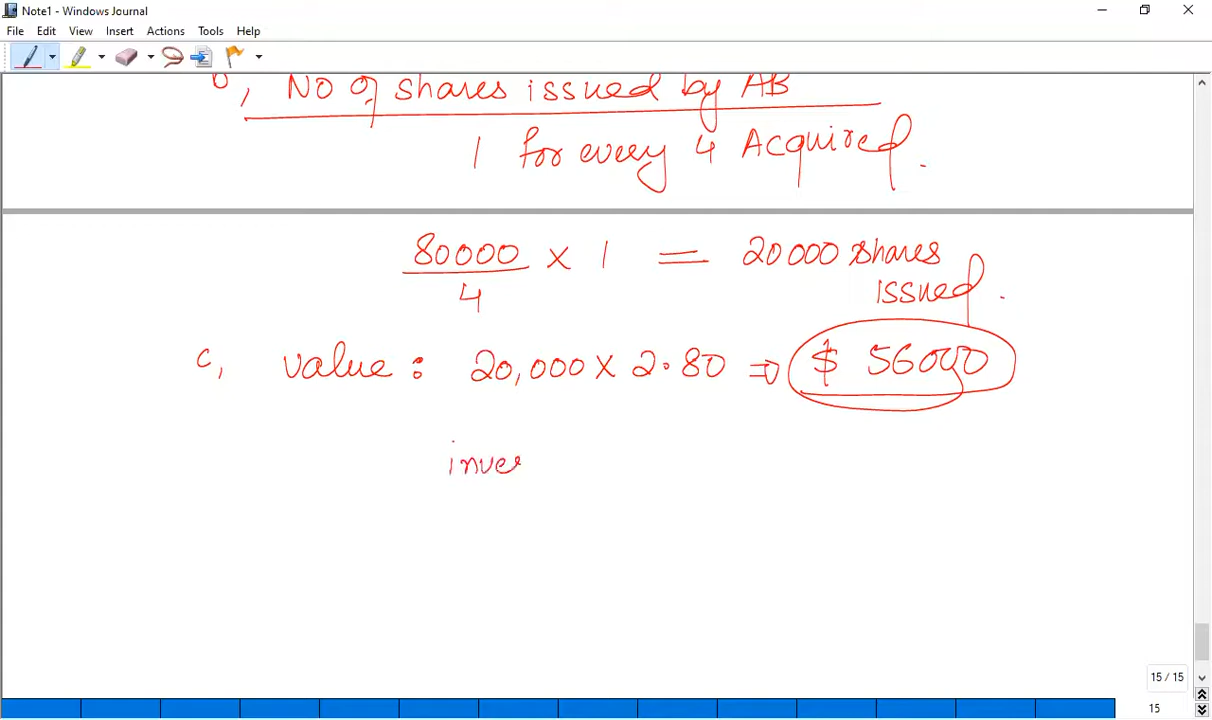 Note1 - Windows Journal
File Edit View Insert Actions Tools Help
b, No of shares issued by AB
1 for every 4 Acquired.
80000
4
x 1 = 20000 shares
issued.
c, value: 20,000 x 2.80 ⇒ $ 56000
inves
15 / 15
15